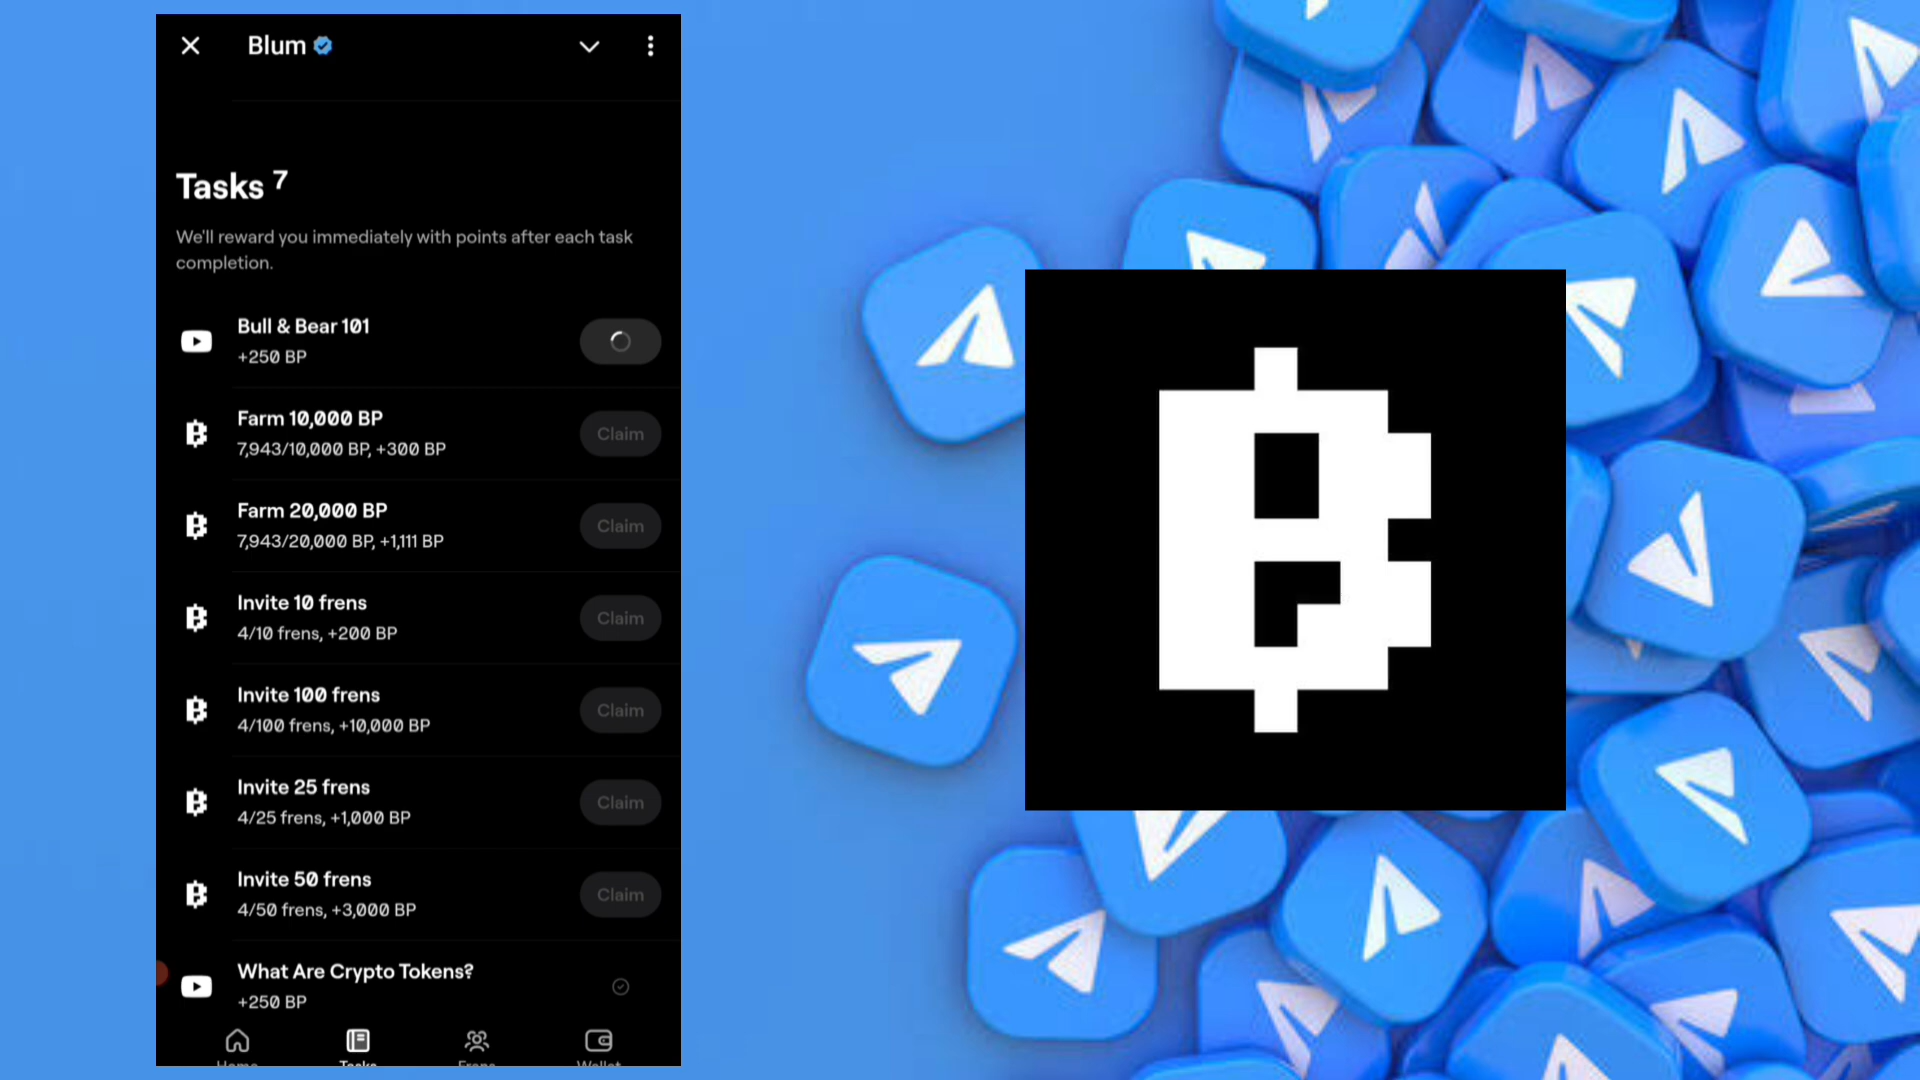 Blum
Tasks 7
We'll reward you immediately with points after each task
completion.
Bull & Bear 101
+250 BP
Farm 10,000 BP
7,943/10,000 BP, +300 BP
Claim
Farm 20,000 BP
7,943/20,000 BP, +1,111 BP
Claim
Invite 10 frens
4/10 frens, +200 BP
Claim
Invite 100 frens
4/100 frens, +10,000 BP
Claim
Invite 25 frens
4/25 frens, +1,000 BP
Claim
Invite 50 frens
4/50 frens, +3,000 BP
Claim
What Are Crypto Tokens?
+250 BP
Home
Tasks
Frens
Wallet